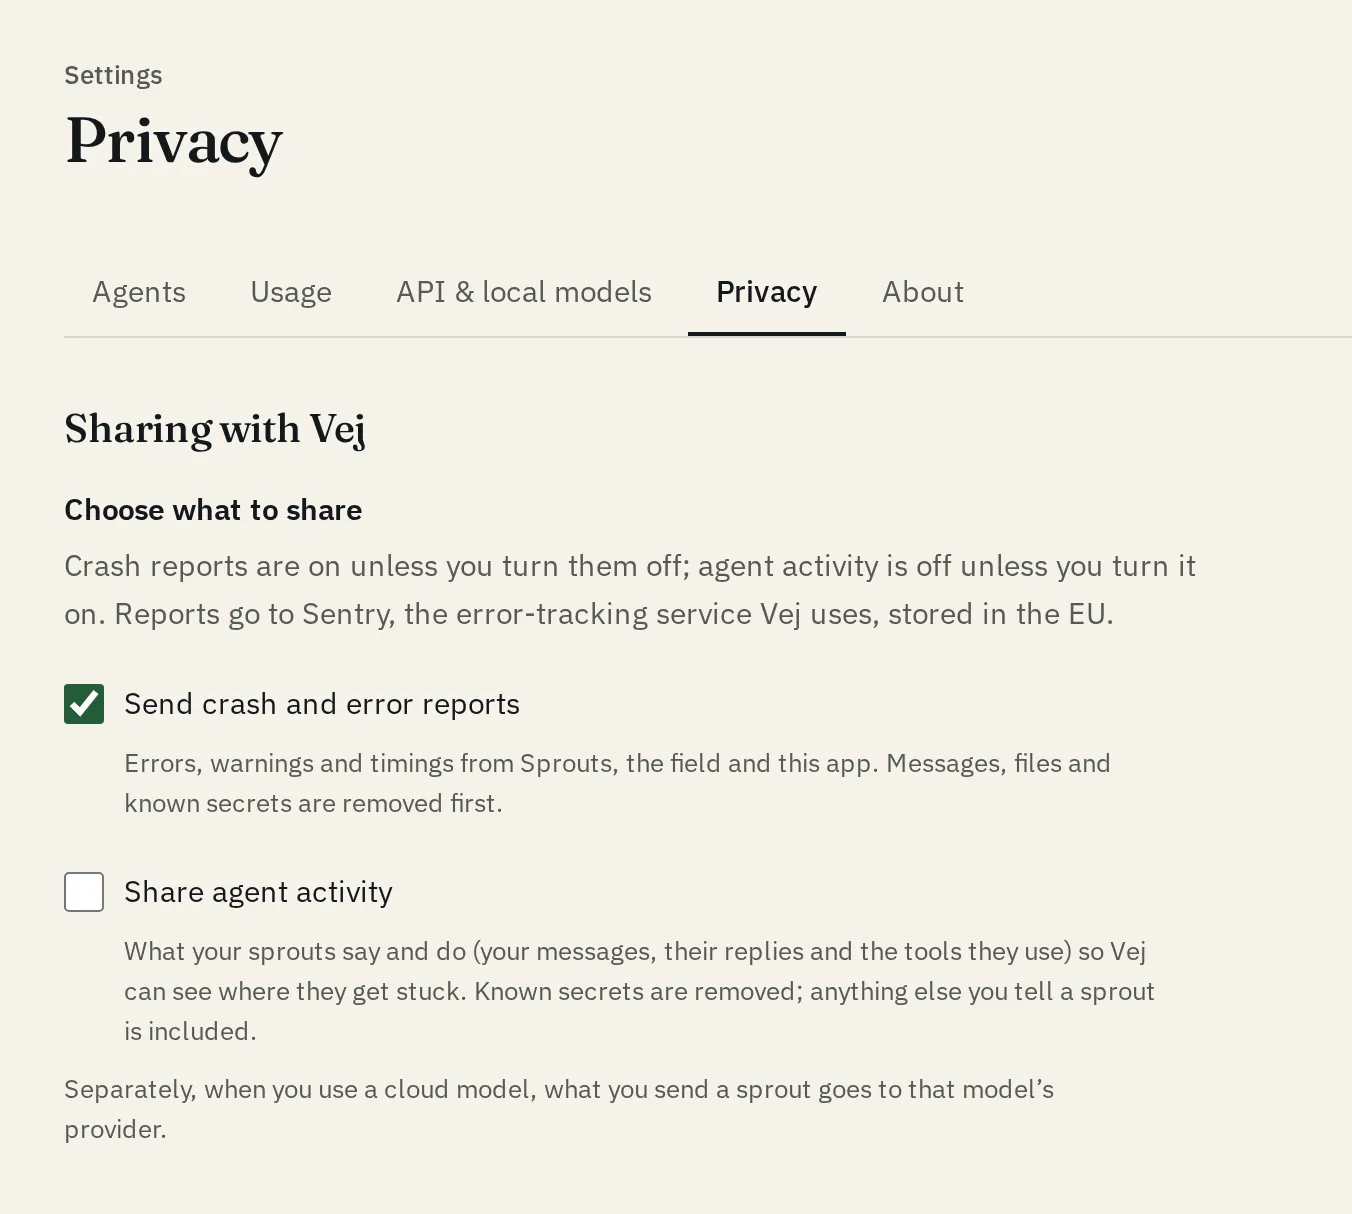 Settings
Privacy
Agents Usage API & local models Privacy About
Sharing with Vej
Choose what to share
Crash reports are on unless you turn them off; agent activity is off unless you turn it
on. Reports go to Sentry, the error-tracking service Vej uses, stored in the EU.
Send crash and error reports
Errors, warnings and timings from Sprouts, the field and this app. Messages, files and
known secrets are removed first.
Share agent activity
What your sprouts say and do (your messages, their replies and the tools they use) so Vej
can see where they get stuck. Known secrets are removed; anything else you tell a sprout
is included.
Separately, when you use a cloud model, what you send a sprout goes to that model’s
provider.